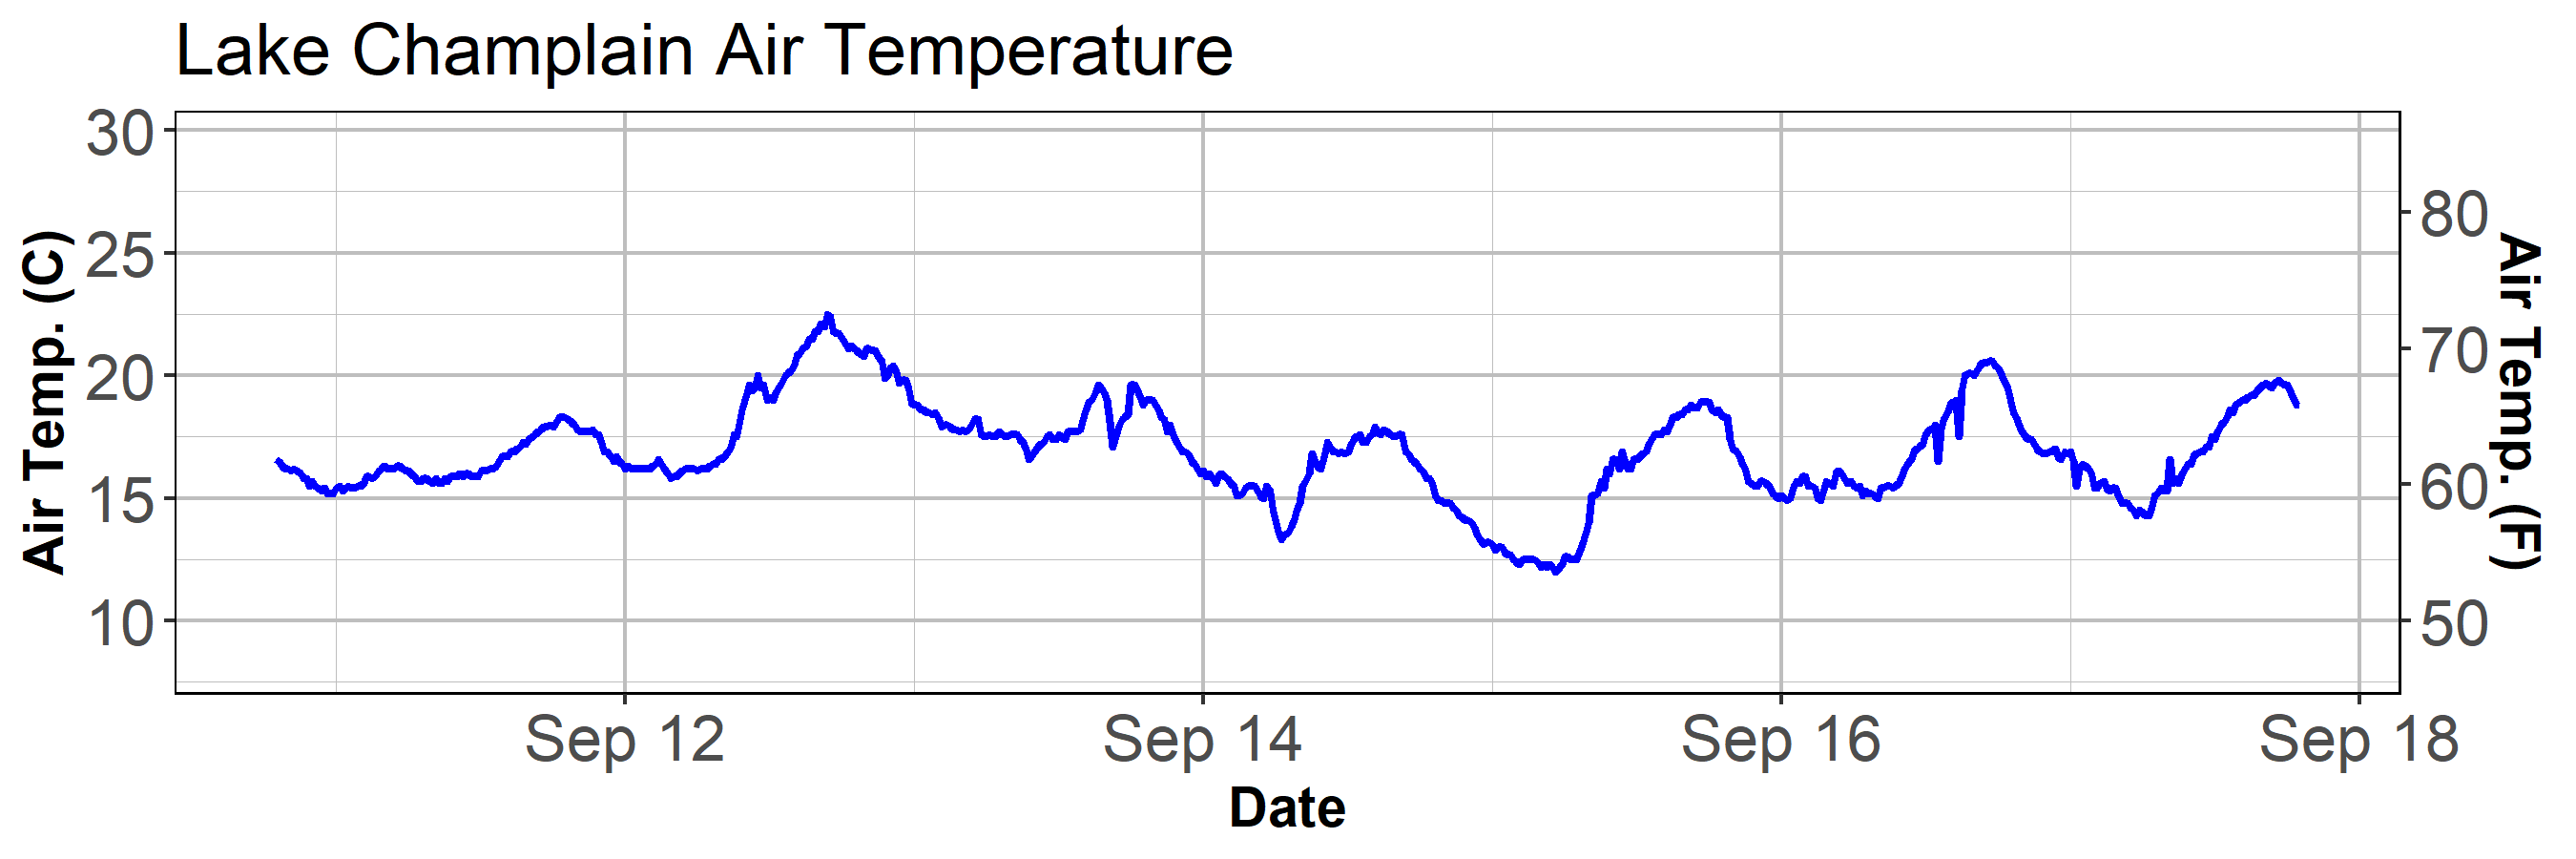 Lake Champlain Air Temperature
30
25
20
15
10
Air Temp. (C)
80
70
60
50
Air Temp. (F)
Sep 12 Sep 14 Sep 16 Sep 18
Date